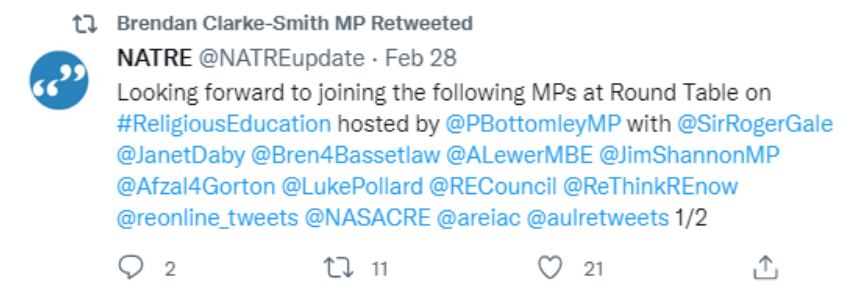 Brendan Clarke-Smith MP Retweeted
NATRE @NATREupdate · Feb 28
Looking forward to joining the following MPs at Round Table on
#ReligiousEducation hosted by @PBottomleyMP with @SirRogerGale
@JanetDaby @Bren4Bassetlaw @ALewerMBE @JimShannonMP
@Afzal4Gorton @LukePollard @RECouncil @ReThinkREnow
@reonline_tweets @NASACRE @areiac @aulretweets 1/2
2 11 21